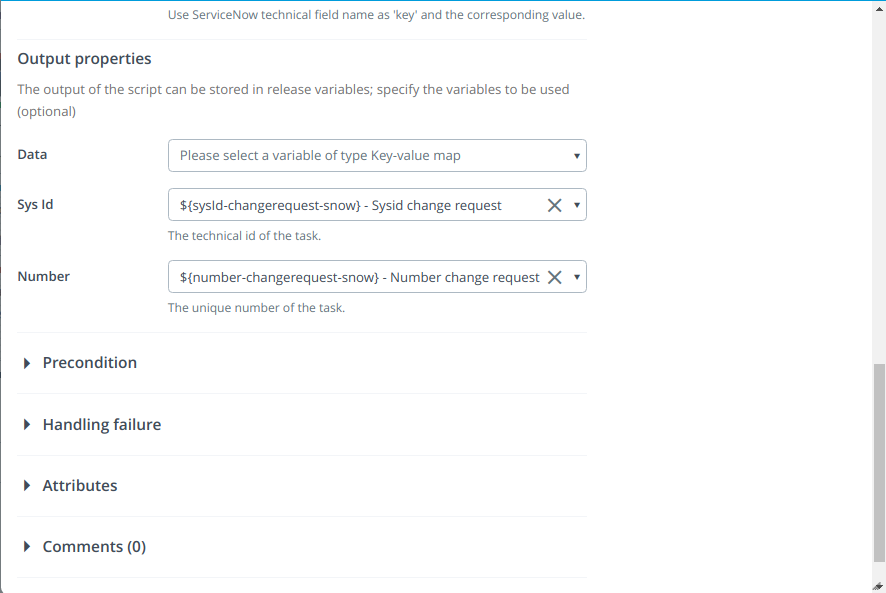 Use ServiceNow technical field name as 'key' and the corresponding value.
Output properties
The output of the script can be stored in release variables; specify the variables to be used
(optional)
Data
Please select a variable of type Key-value map
Sys Id
${sysId-changerequest-snow} - Sysid change request
The technical id of the task.
Number
${number-changerequest-snow} - Number change request
The unique number of the task.
Precondition
Handling failure
Attributes
Comments (0)